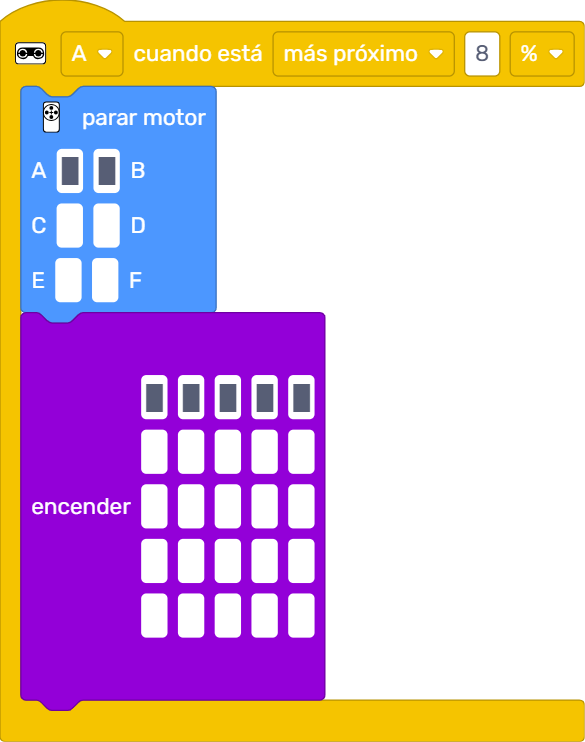 A cuando está más próximo 8 %
parar motor
A B
C D
E F
encender